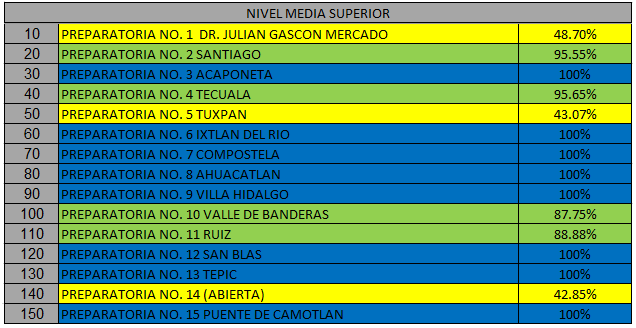 NIVEL MEDIA SUPERIOR
10 PREPARATORIA NO. 1 DR. JULIAN GASCON MERCADO 48.70%
20 PREPARATORIA NO. 2 SANTIAGO 95.55%
30 PREPARATORIA NO. 3 ACAPONETA 100%
40 PREPARATORIA NO. 4 TECUALA 95.65%
50 PREPARATORIA NO. 5 TUXPAN 43.07%
60 PREPARATORIA NO. 6 IXTLAN DEL RIO 100%
70 PREPARATORIA NO. 7 COMPOSTELA 100%
80 PREPARATORIA NO. 8 AHUACATLAN 100%
90 PREPARATORIA NO. 9 VILLA HIDALGO 100%
100 PREPARATORIA NO. 10 VALLE DE BANDERAS 87.75%
110 PREPARATORIA NO. 11 RUIZ 88.88%
120 PREPARATORIA NO. 12 SAN BLAS 100%
130 PREPARATORIA NO. 13 TEPIC 100%
140 PREPARATORIA NO. 14 (ABIERTA) 42.85%
150 PREPARATORIA NO. 15 PUENTE DE CAMOTLAN 100%